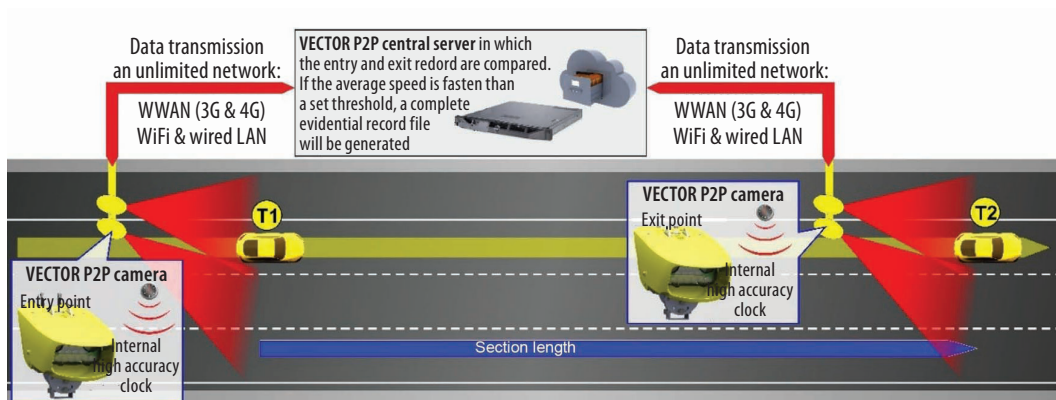 Data transmission
an unlimited network:
WWAN (3G & 4G)
WiFi & wired LAN
VECTOR P2P central server in which
the entry and exit redord are compared.
If the average speed is fasten than
a set threshold, a complete
evidential record file
will be generated
Data transmission
an unlimited network:
WWAN (3G & 4G)
WiFi & wired LAN
T1
VECTOR P2P camera
Entry point
Internal
high accuracy
clock
VECTOR P2P camera
Exit point
Internal
high accuracy
clock
T2
Section length